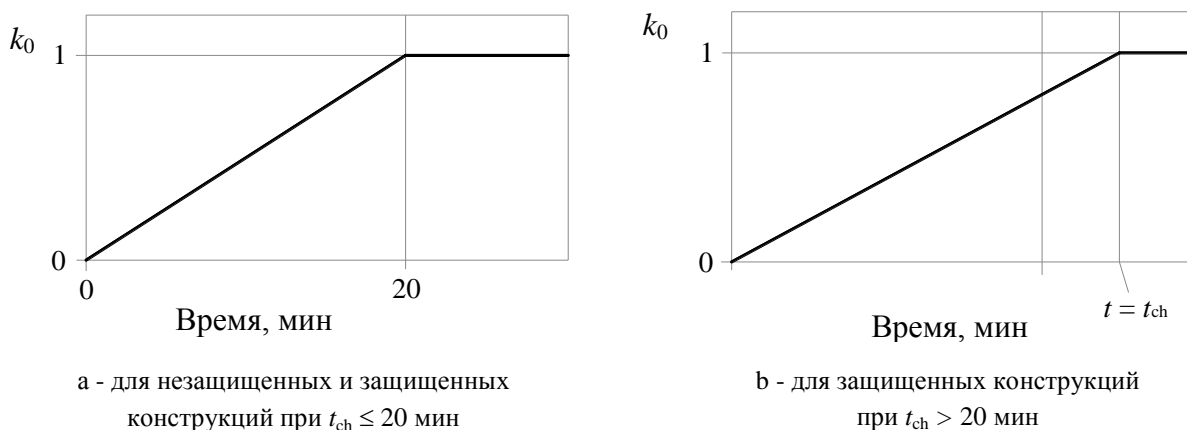 k0
1
0
0
20
Время, мин
a - для незащищенных и защищенных
конструкций при tch ≤ 20 мин
k0
1
0
t = tch
Время, мин
b - для защищенных конструкций
при tch > 20 мин